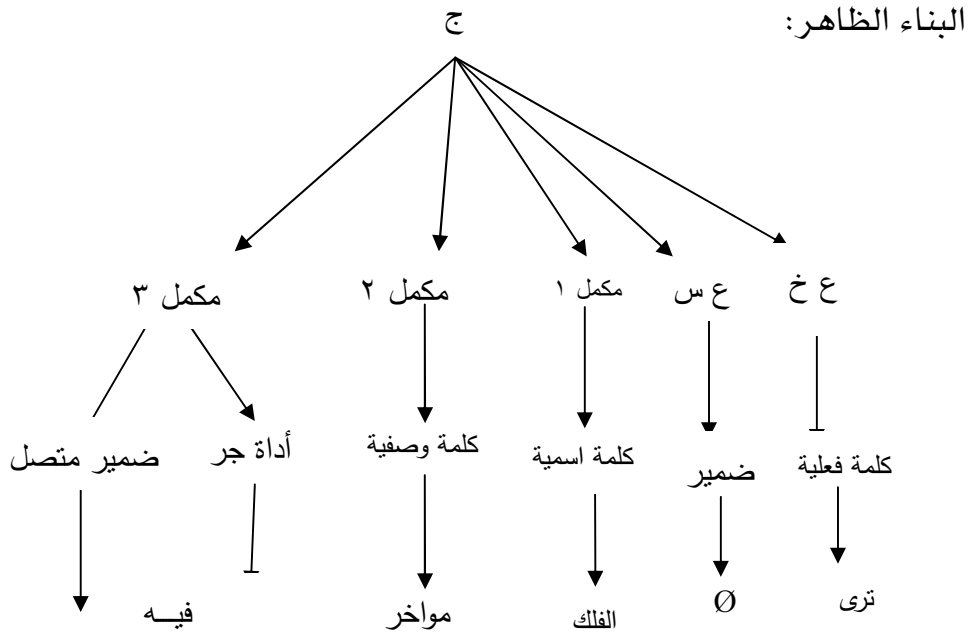 البناء الظاهر:
ج
ع خ ع س مكمل ١ مكمل ٢ مكمل ٣
كلمة فعلية ضمير كلمة اسمية كلمة وصفية أداة جر ضمير متصل
ترى Ø الفلك مواخر فيــه